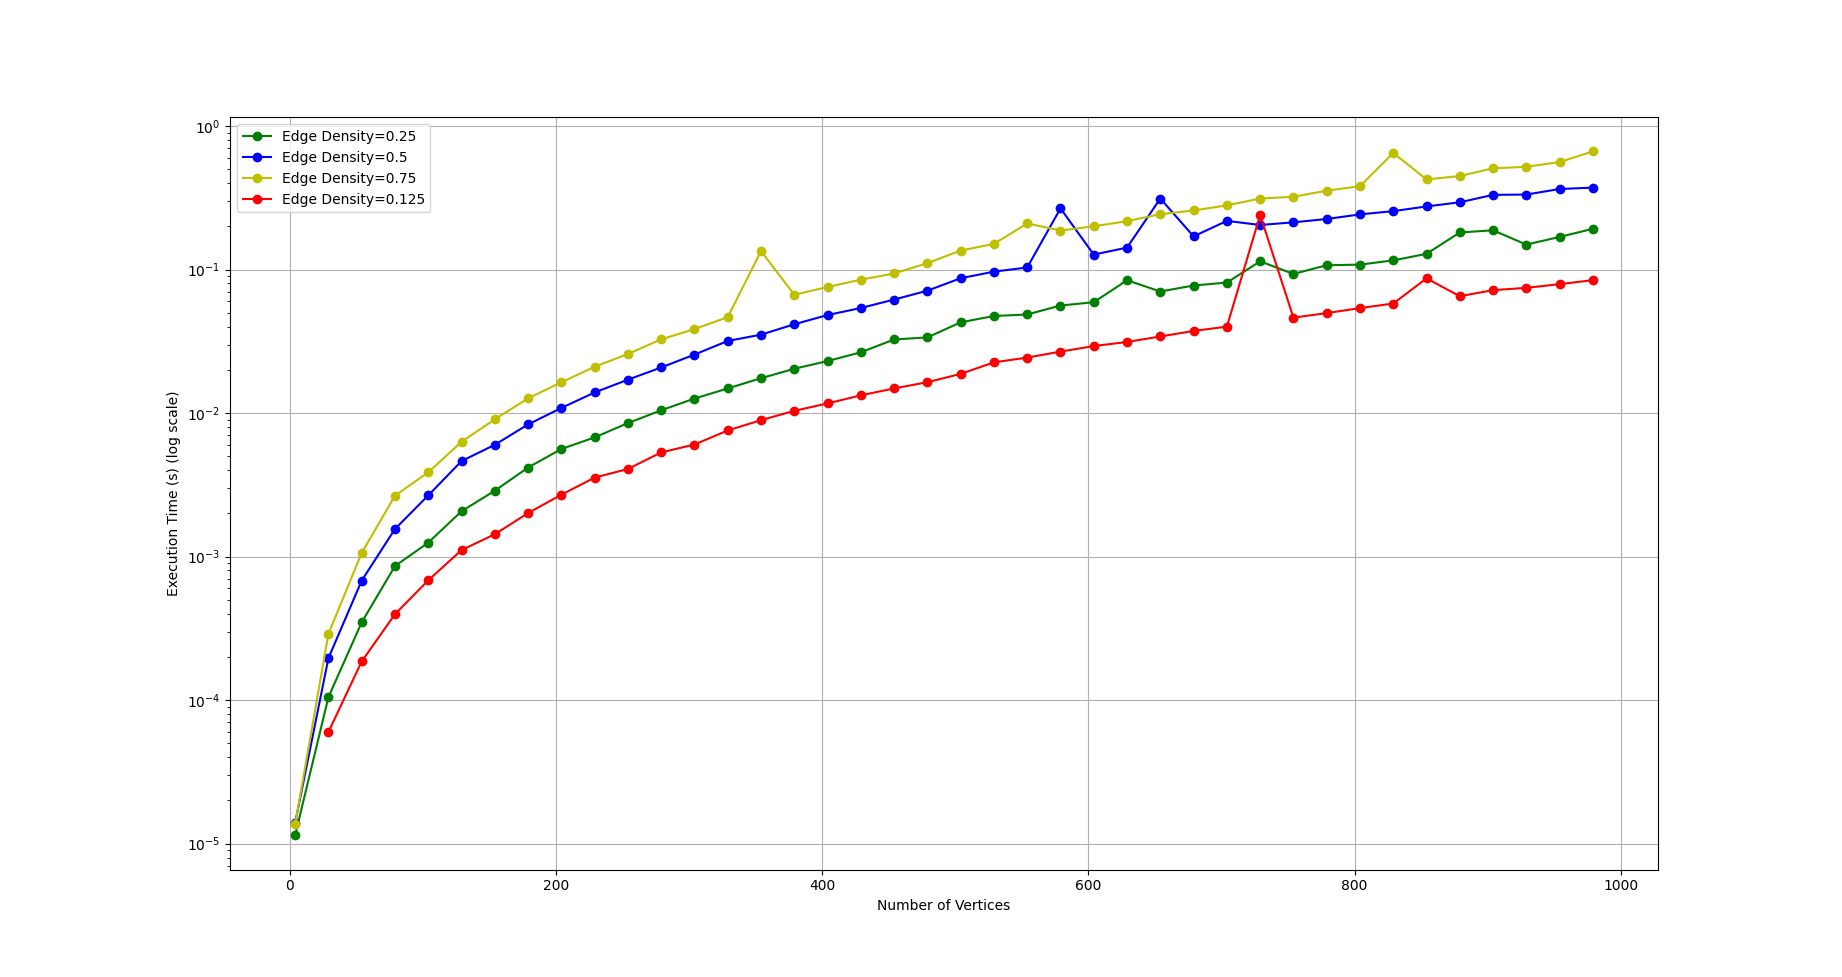 10⁰
10⁻¹
10⁻²
10⁻³
10⁻⁴
10⁻⁵
Execution Time (s) (log scale)
Edge Density=0.25
Edge Density=0.5
Edge Density=0.75
Edge Density=0.125
0 200 400 600 800 1000
Number of Vertices